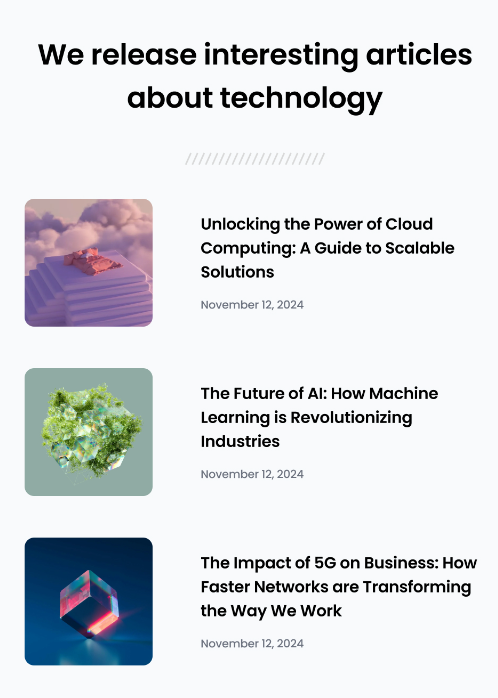 We release interesting articles
about technology
Unlocking the Power of Cloud
Computing: A Guide to Scalable
Solutions
November 12, 2024
The Future of AI: How Machine
Learning is Revolutionizing
Industries
November 12, 2024
The Impact of 5G on Business: How
Faster Networks are Transforming
the Way We Work
November 12, 2024